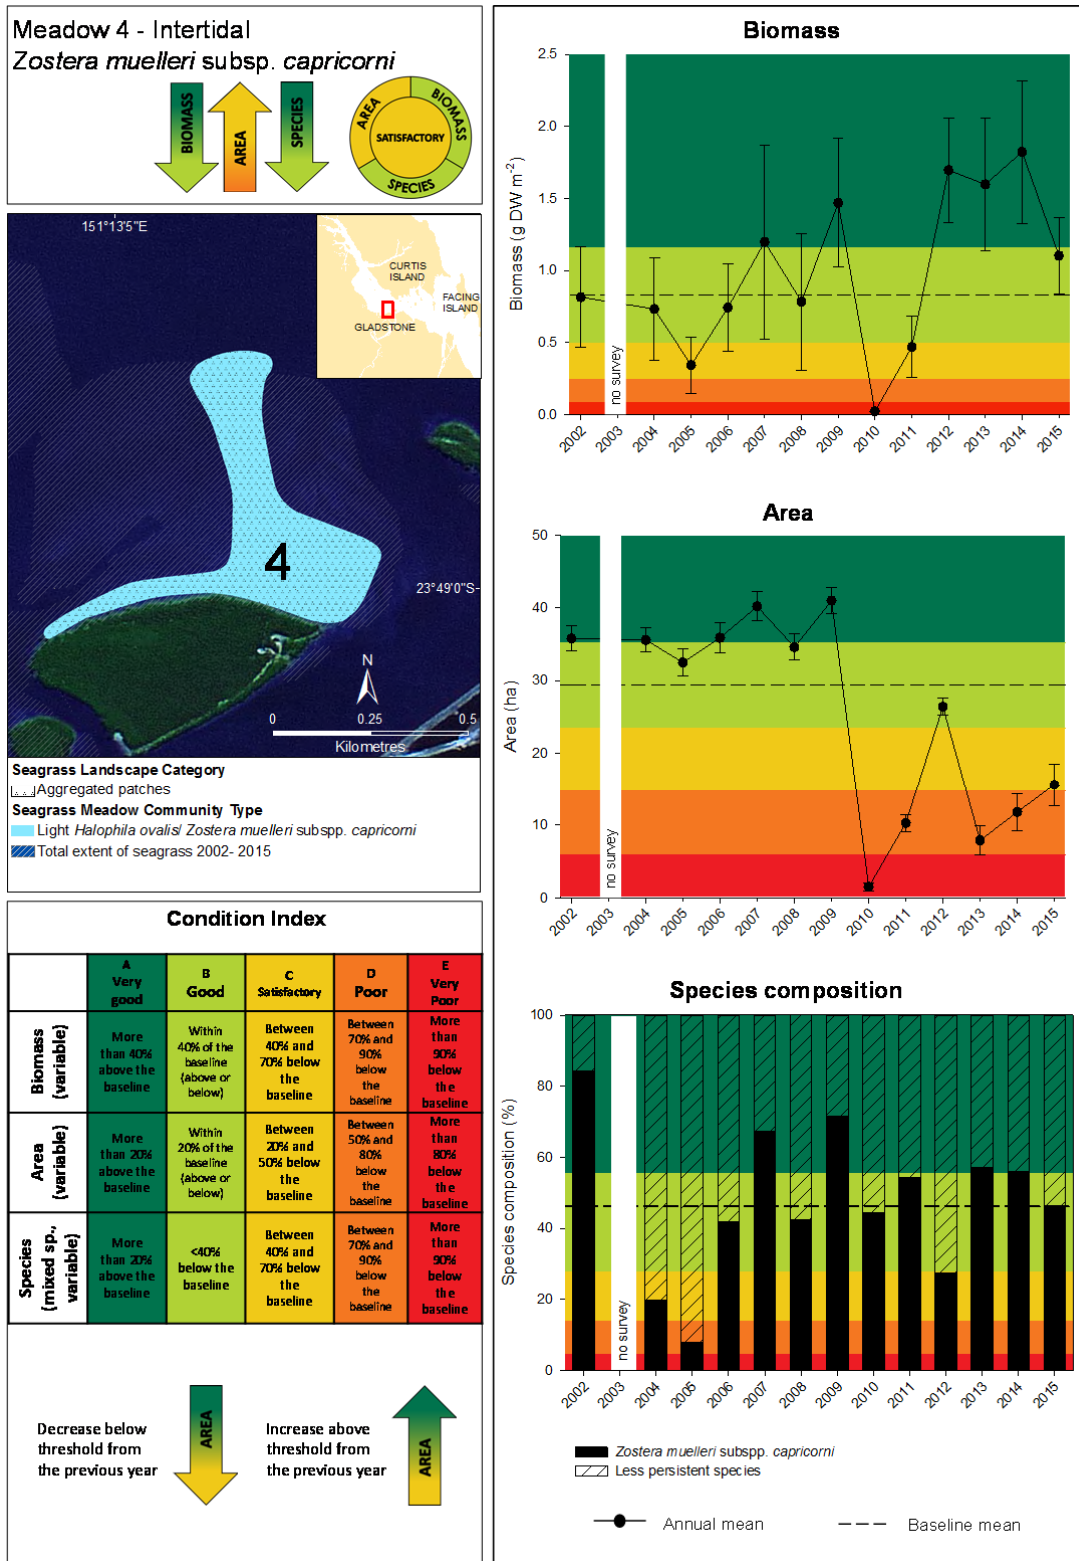 Meadow 4 - Intertidal
Zostera muelleri subsp. capricorni
BIOMASS
AREA
SPECIES
AREA
BIOMASS
SATISFACTORY
SPECIES
151°13'5"E
CURTIS
ISLAND
FACING
ISLAND
GLADSTONE
4
23°49'0"S
N
0 0.25 0.5
Kilometres
Seagrass Landscape Category
Aggregated patches
Seagrass Meadow Community Type
Light Halophila ovalis/ Zostera muelleri subspp. capricorni
Total extent of seagrass 2002- 2015
Condition Index
A
Very
good
B
Good
C
Satisfactory
D
Poor
E
Very
Poor
Biomass
(variable)
More
than 40%
above the
baseline
Within
40% of the
baseline
(above or
below)
Between
40% and
70% below
the
baseline
Between
70% and
90%
below
the
baseline
More
than
90%
below
the
baseline
Area
(variable)
More
than 20%
above the
baseline
Within
20% of the
baseline
(above or
below)
Between
20% and
50% below
the
baseline
Between
50% and
80%
below
the
baseline
More
than
80%
below
the
baseline
Species
(mixed sp.,
variable)
More
than 20%
above the
baseline
<40%
below the
baseline
Between
40% and
70% below
the
baseline
Between
70% and
90%
below
the
baseline
More
than
90%
below
the
baseline
Decrease below
threshold from
the previous year
AREA
Increase above
threshold from
the previous year
AREA
Biomass
Biomass (g DW m-2)
2.5
2.0
1.5
1.0
0.5
0.0
no survey
2002 2003 2004 2005 2006 2007 2008 2009 2010 2011 2012 2013 2014 2015
Area
Area (ha)
50
40
30
20
10
0
no survey
2002 2003 2004 2005 2006 2007 2008 2009 2010 2011 2012 2013 2014 2015
Species composition
Species composition (%)
100
80
60
40
20
0
no survey
2002 2003 2004 2005 2006 2007 2008 2009 2010 2011 2012 2013 2014 2015
Zostera muelleri subspp. capricorni
Less persistent species
Annual mean
Baseline mean